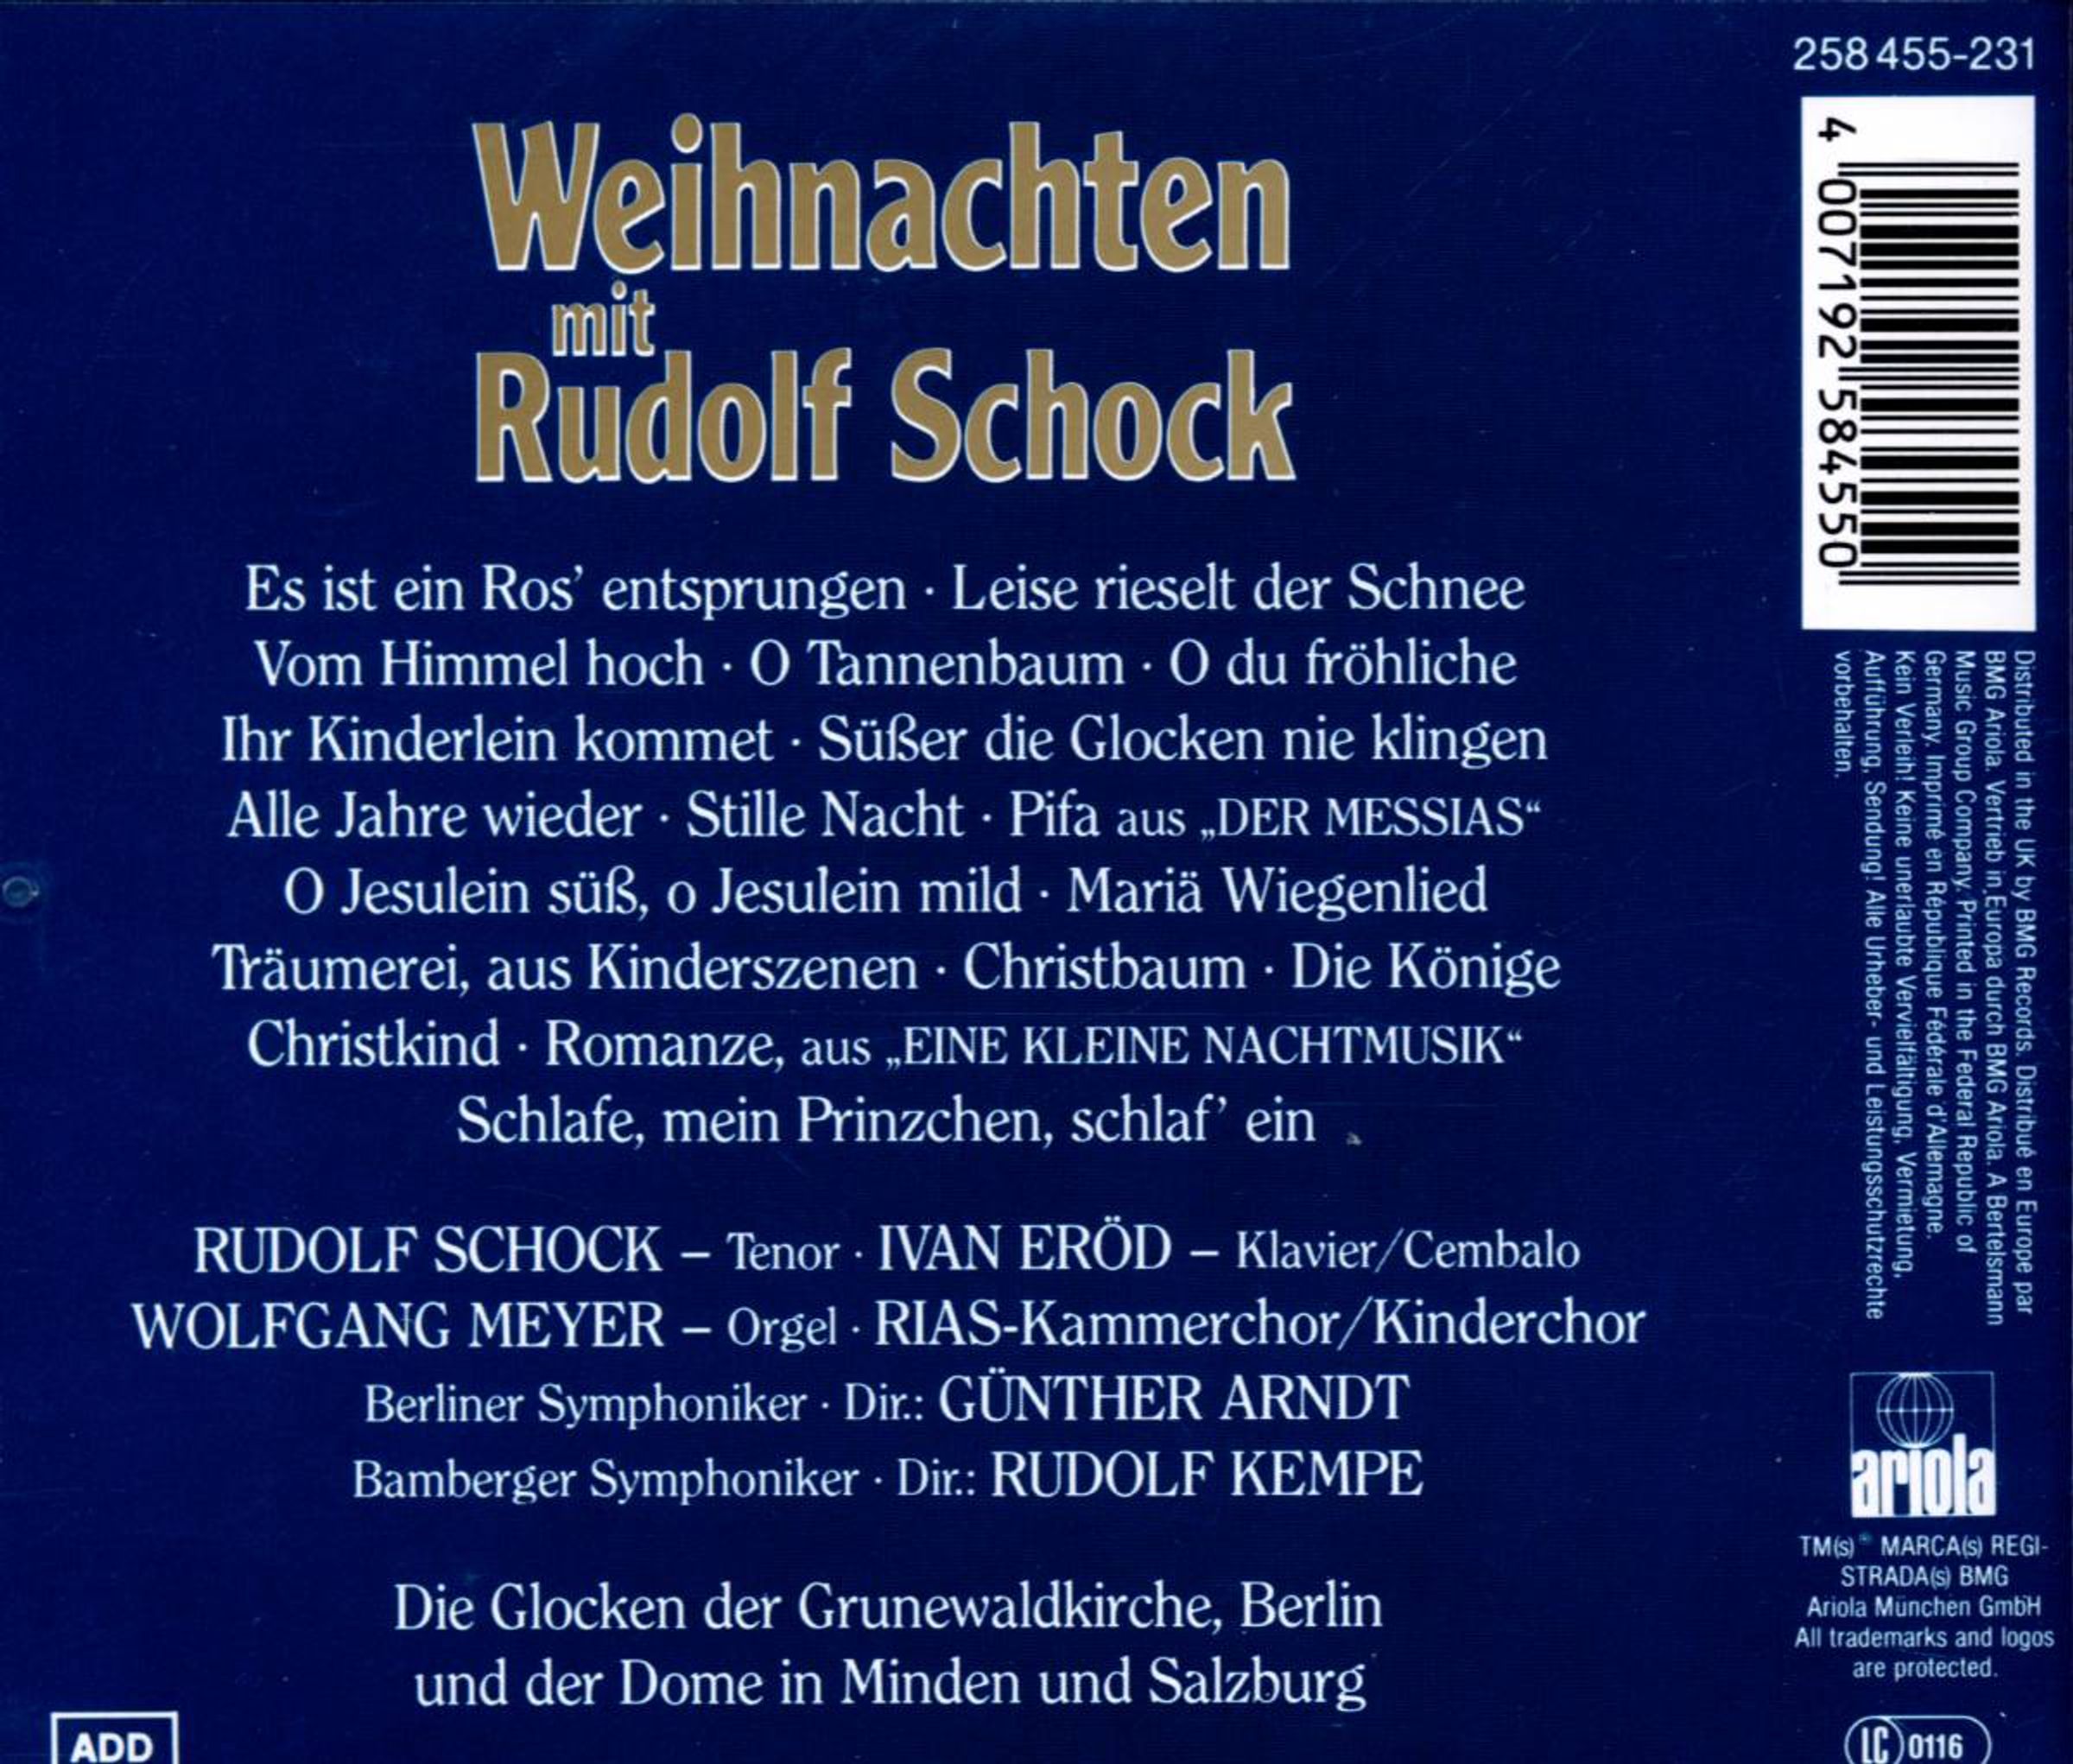 258 455-231
Weihnachten
mit
Rudolf Schock
Es ist ein Ros’ entsprungen · Leise rieselt der Schnee
Vom Himmel hoch · O Tannenbaum · O du fröhliche
Ihr Kinderlein kommet · Süßer die Glocken nie klingen
Alle Jahre wieder · Stille Nacht · Pifa aus „DER MESSIAS“
O Jesulein süß, o Jesulein mild · Mariä Wiegenlied
Träumerei, aus Kinderszenen · Christbaum · Die Könige
Christkind · Romanze, aus „EINE KLEINE NACHTMUSIK“
Schlafe, mein Prinzchen, schlaf’ ein
RUDOLF SCHOCK – Tenor · IVAN ERÖD – Klavier/Cembalo
WOLFGANG MEYER – Orgel · RIAS-Kammerchor/Kinderchor
Berliner Symphoniker · Dir.: GÜNTHER ARNDT
Bamberger Symphoniker · Dir.: RUDOLF KEMPE
Die Glocken der Grunewaldkirche, Berlin
und der Dome in Minden und Salzburg
ADD
4 007192 584550
Distributed in the UK by BMG Records. Distribué en Europe par
BMG Ariola. Vertrieb in Europa durch BMG Ariola. A Bertelsmann
Music Group Company. Printed in the Federal Republic of
Germany. Imprimé en République Fédérale d'Allemagne.
Kein Verleih! Keine unerlaubte Vervielfältigung, Vermietung,
Aufführung, Sendung! Alle Urheber- und Leistungsschutzrechte
vorbehalten.
ariola
TM(s) ® MARCA(s) REGI-
STRADA(s) BMG
Ariola München GmbH
All trademarks and logos
are protected.
LC 0116